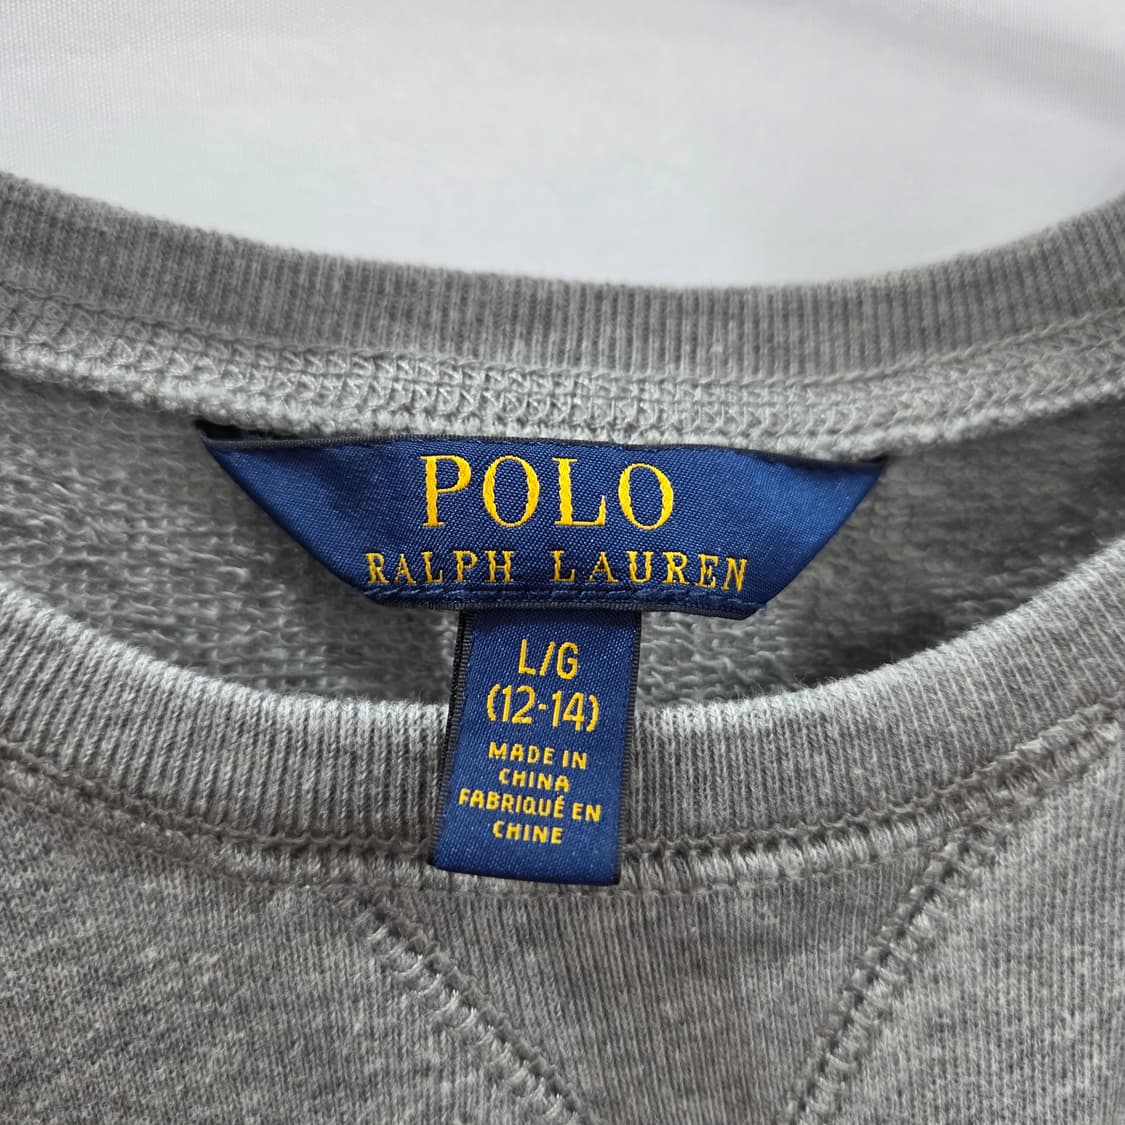 POLO
RALPH LAUREN
L/G
(12-14)
MADE IN
CHINA
FABRIQUÉ EN
CHINE